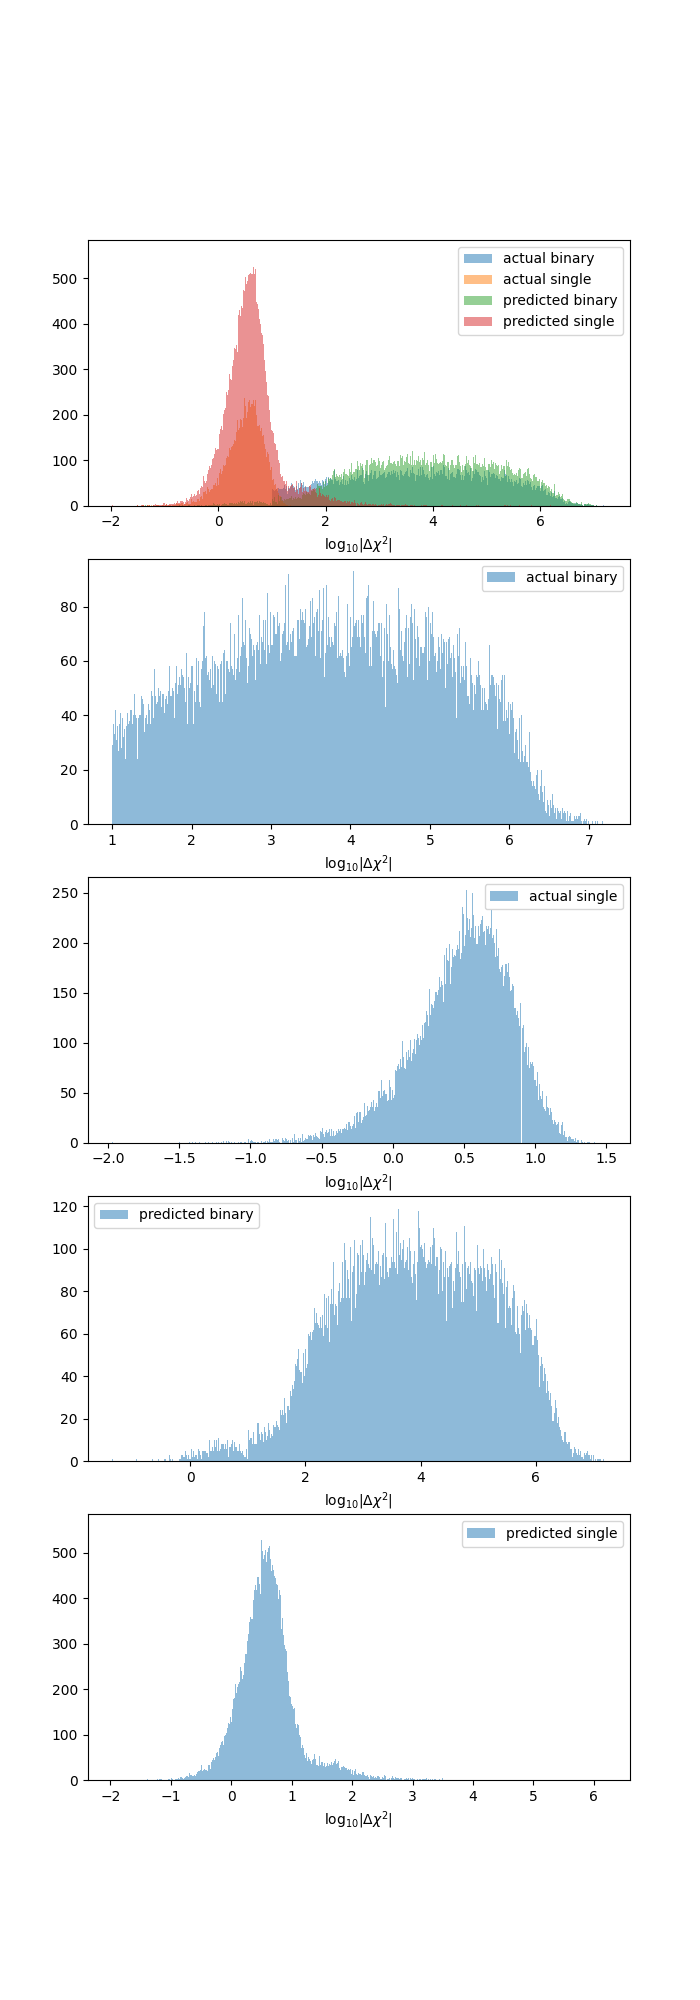 500
400
300
200
100
0
actual binary
actual single
predicted binary
predicted single
−2 0 2 4 6
log₁₀|Δχ²|
80
60
40
20
0
actual binary
1 2 3 4 5 6 7
log₁₀|Δχ²|
250
200
150
100
50
0
actual single
−2.0 −1.5 −1.0 −0.5 0.0 0.5 1.0 1.5
log₁₀|Δχ²|
120
100
80
60
40
20
0
predicted binary
0 2 4 6
log₁₀|Δχ²|
500
400
300
200
100
0
predicted single
−2 −1 0 1 2 3 4 5 6
log₁₀|Δχ²|